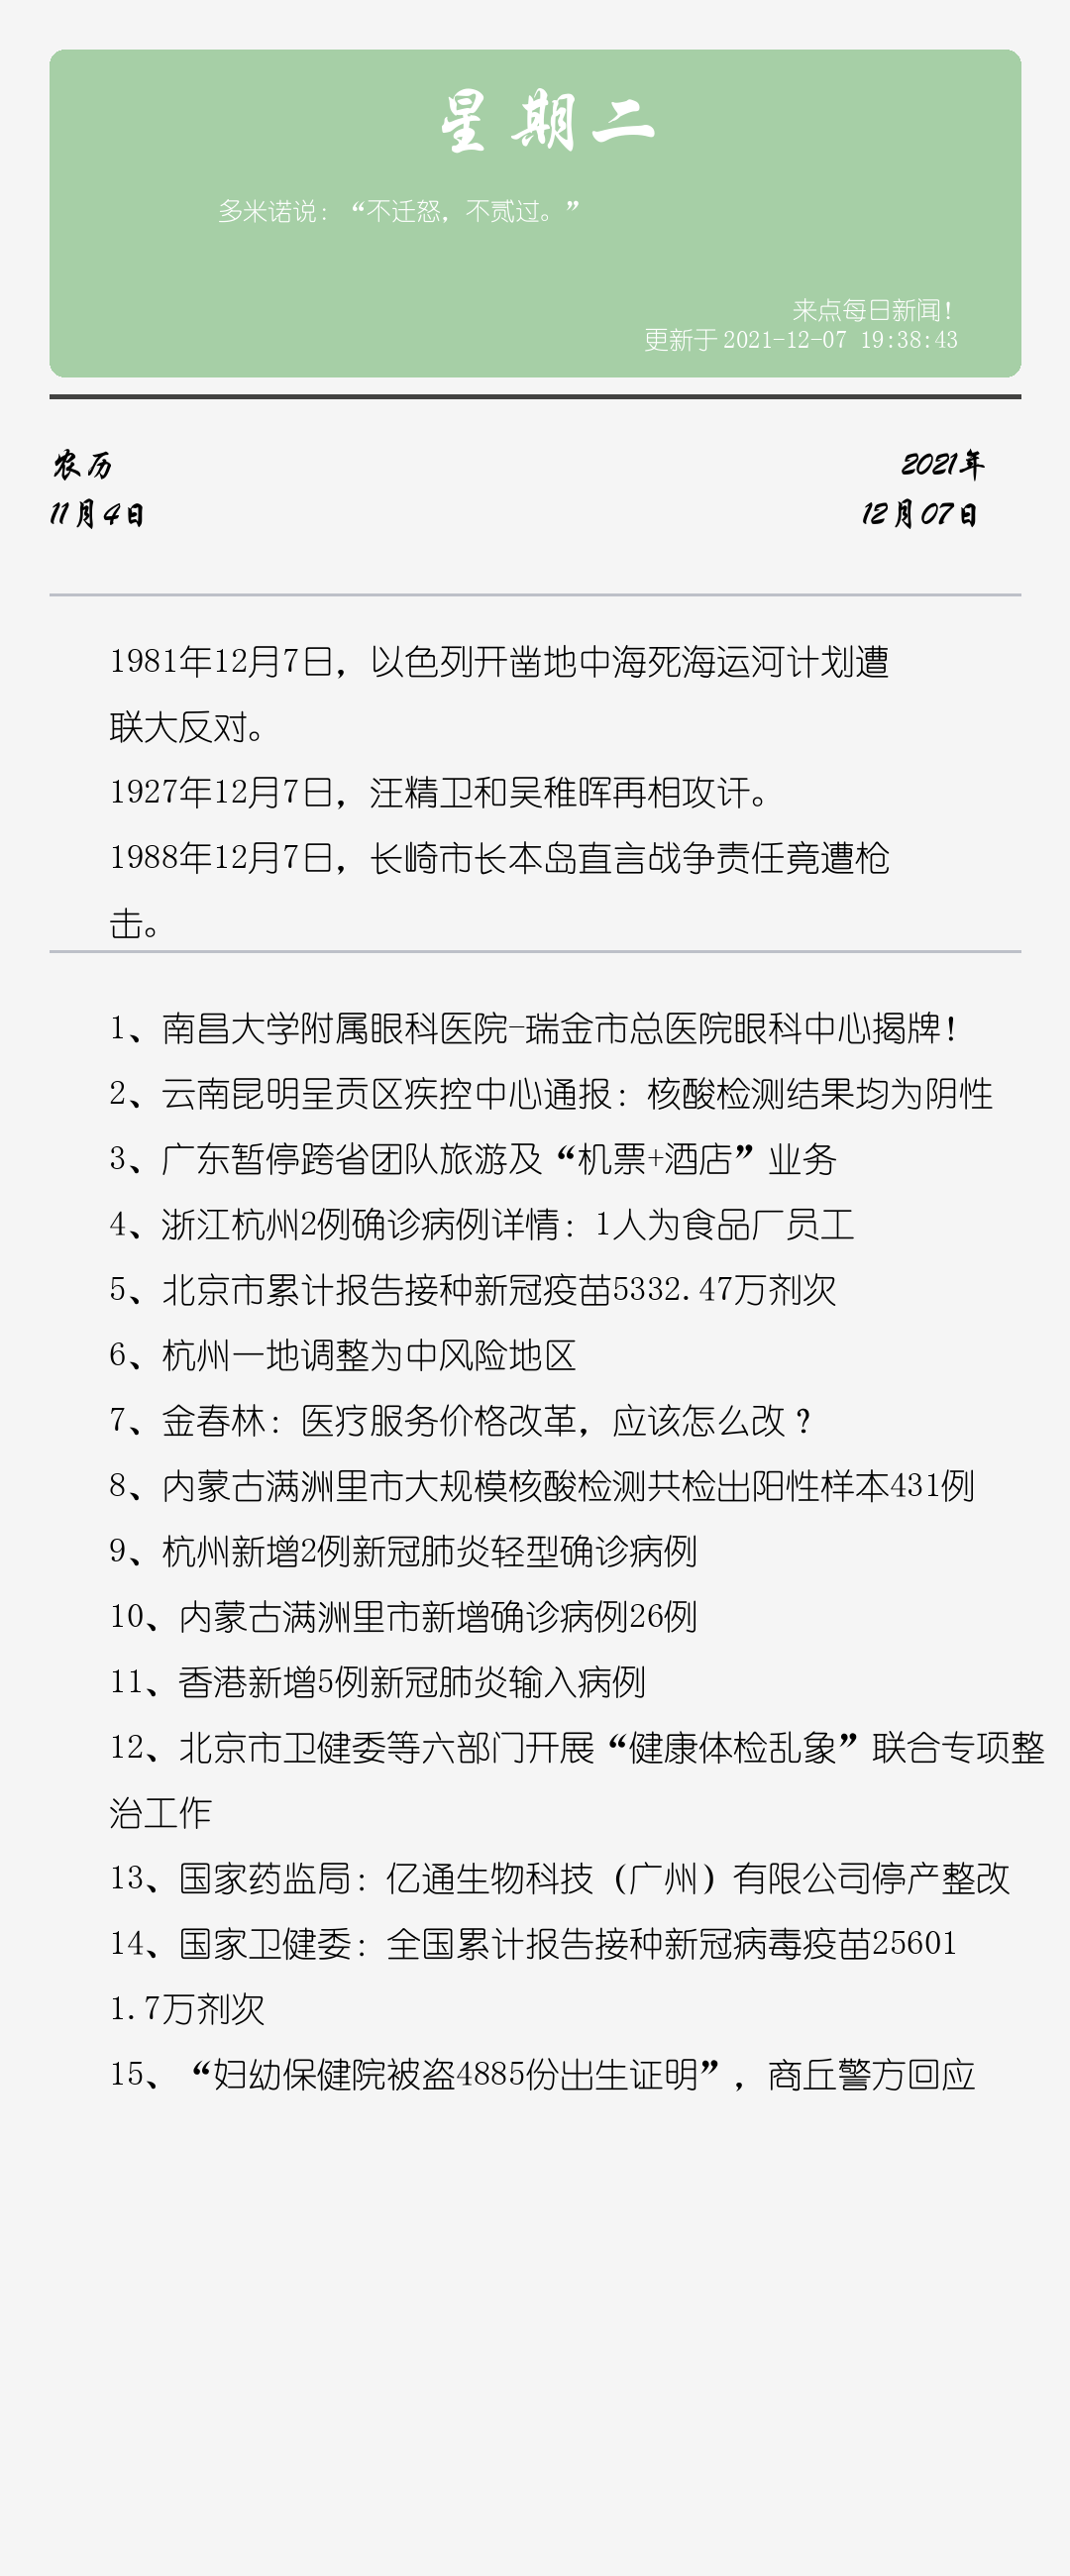 星期二
多米诺说：“不迁怒，不贰过。”
来点每日新闻！
更新于 2021-12-07 19:38:43
农历
2021年
11月4日
12月07日
1981年12月7日，以色列开凿地中海死海运河计划遭
联大反对。
1927年12月7日，汪精卫和吴稚晖再相攻讦。
1988年12月7日，长崎市长本岛直言战争责任竟遭枪
击。
1、南昌大学附属眼科医院-瑞金市总医院眼科中心揭牌！
2、云南昆明呈贡区疾控中心通报：核酸检测结果均为阴性
3、广东暂停跨省团队旅游及“机票+酒店”业务
4、浙江杭州2例确诊病例详情：1人为食品厂员工
5、北京市累计报告接种新冠疫苗5332.47万剂次
6、杭州一地调整为中风险地区
7、金春林：医疗服务价格改革，应该怎么改？
8、内蒙古满洲里市大规模核酸检测共检出阳性样本431例
9、杭州新增2例新冠肺炎轻型确诊病例
10、内蒙古满洲里市新增确诊病例26例
11、香港新增5例新冠肺炎输入病例
12、北京市卫健委等六部门开展“健康体检乱象”联合专项整
治工作
13、国家药监局：亿通生物科技（广州）有限公司停产整改
14、国家卫健委：全国累计报告接种新冠病毒疫苗25601
1.7万剂次
15、“妇幼保健院被盗4885份出生证明”，商丘警方回应